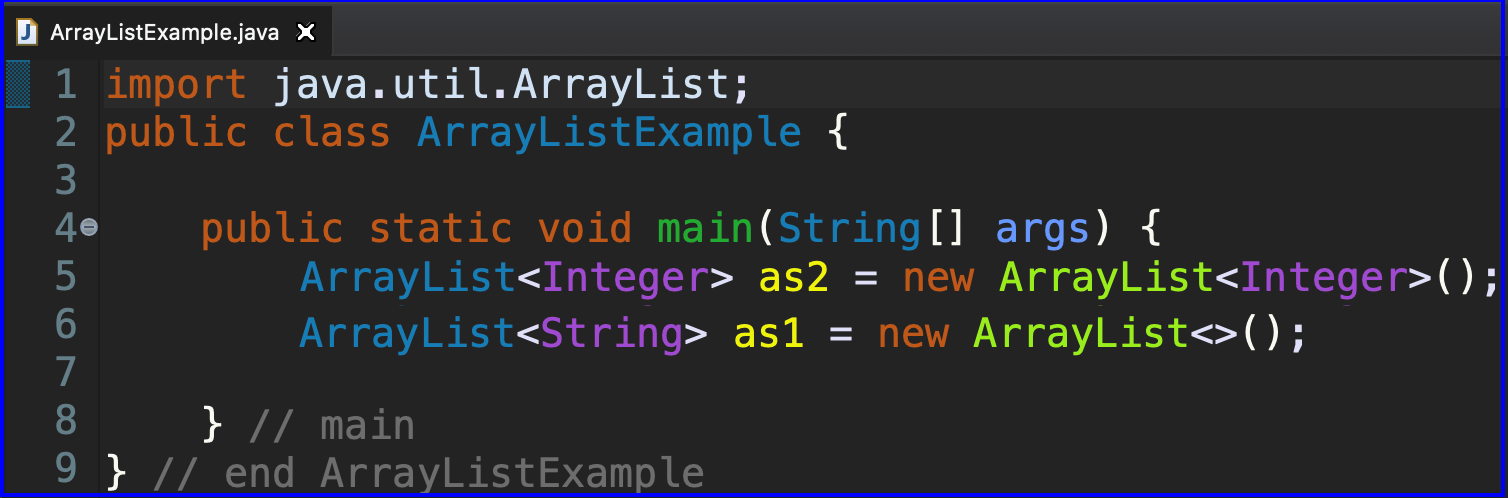 ArrayListExample.java
1 import java.util.ArrayList;
2 public class ArrayListExample {
3
4     public static void main(String[] args) {
5         ArrayList<Integer> as2 = new ArrayList<Integer>();
6         ArrayList<String> as1 = new ArrayList<>();
7
8     } // main
9 } // end ArrayListExample